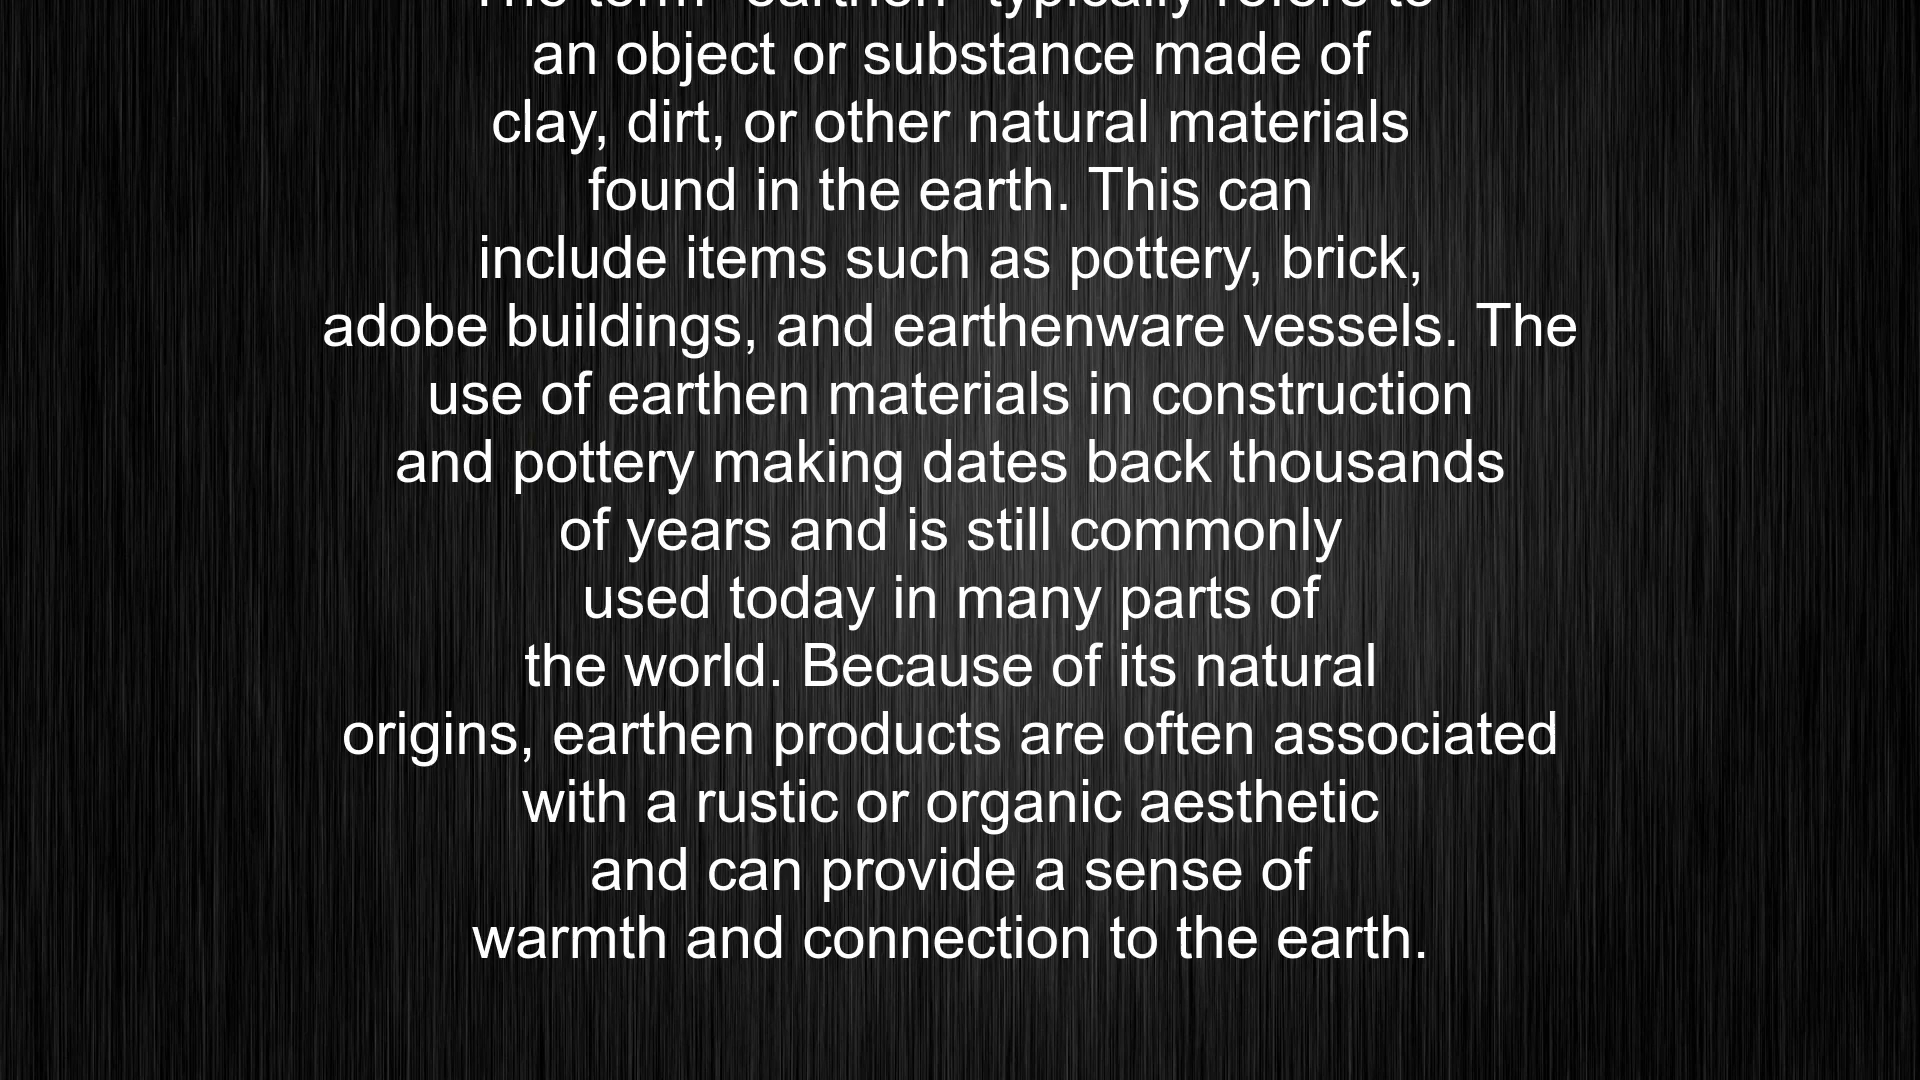 The term "earthen" typically refers to
an object or substance made of
clay, dirt, or other natural materials
found in the earth. This can
include items such as pottery, brick,
adobe buildings, and earthenware vessels. The
use of earthen materials in construction
and pottery making dates back thousands
of years and is still commonly
used today in many parts of
the world. Because of its natural
origins, earthen products are often associated
with a rustic or organic aesthetic
and can provide a sense of
warmth and connection to the earth.